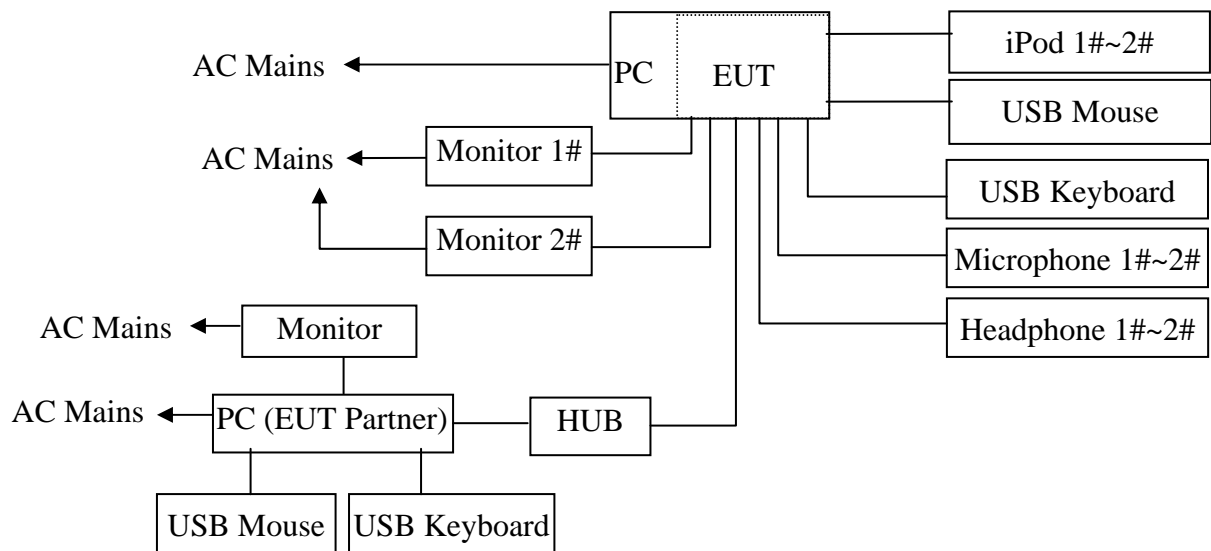 iPod 1#~2#
AC Mains
PC
EUT
USB Mouse
AC Mains
Monitor 1#
USB Keyboard
Monitor 2#
Microphone 1#~2#
AC Mains
Monitor
Headphone 1#~2#
AC Mains
PC (EUT Partner)
HUB
USB Mouse
USB Keyboard